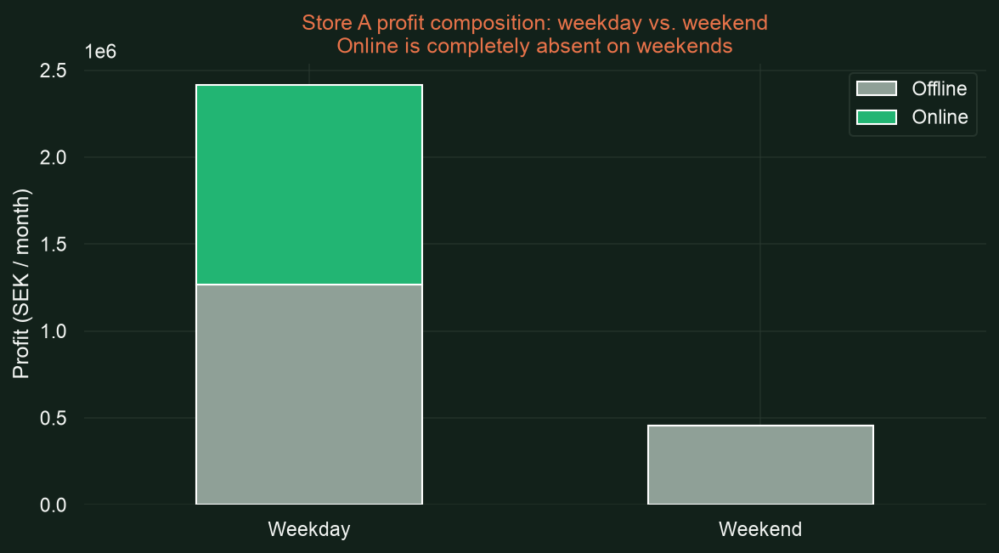 Store A profit composition: weekday vs. weekend
Online is completely absent on weekends
1e6
2.5
2.0
1.5
1.0
0.5
0.0
Profit (SEK / month)
Offline
Online
Weekday
Weekend